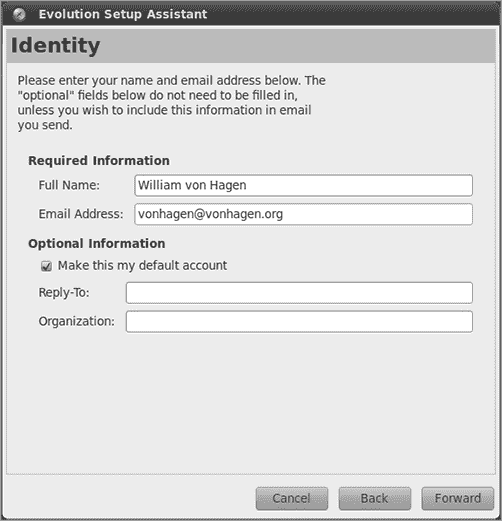 Evolution Setup Assistant
Identity
Please enter your name and email address below. The
"optional" fields below do not need to be filled in,
unless you wish to include this information in email
you send.
Required Information
Full Name: William von Hagen
Email Address: vonhagen@vonhagen.org
Optional Information
Make this my default account
Reply-To:
Organization:
Cancel Back Forward